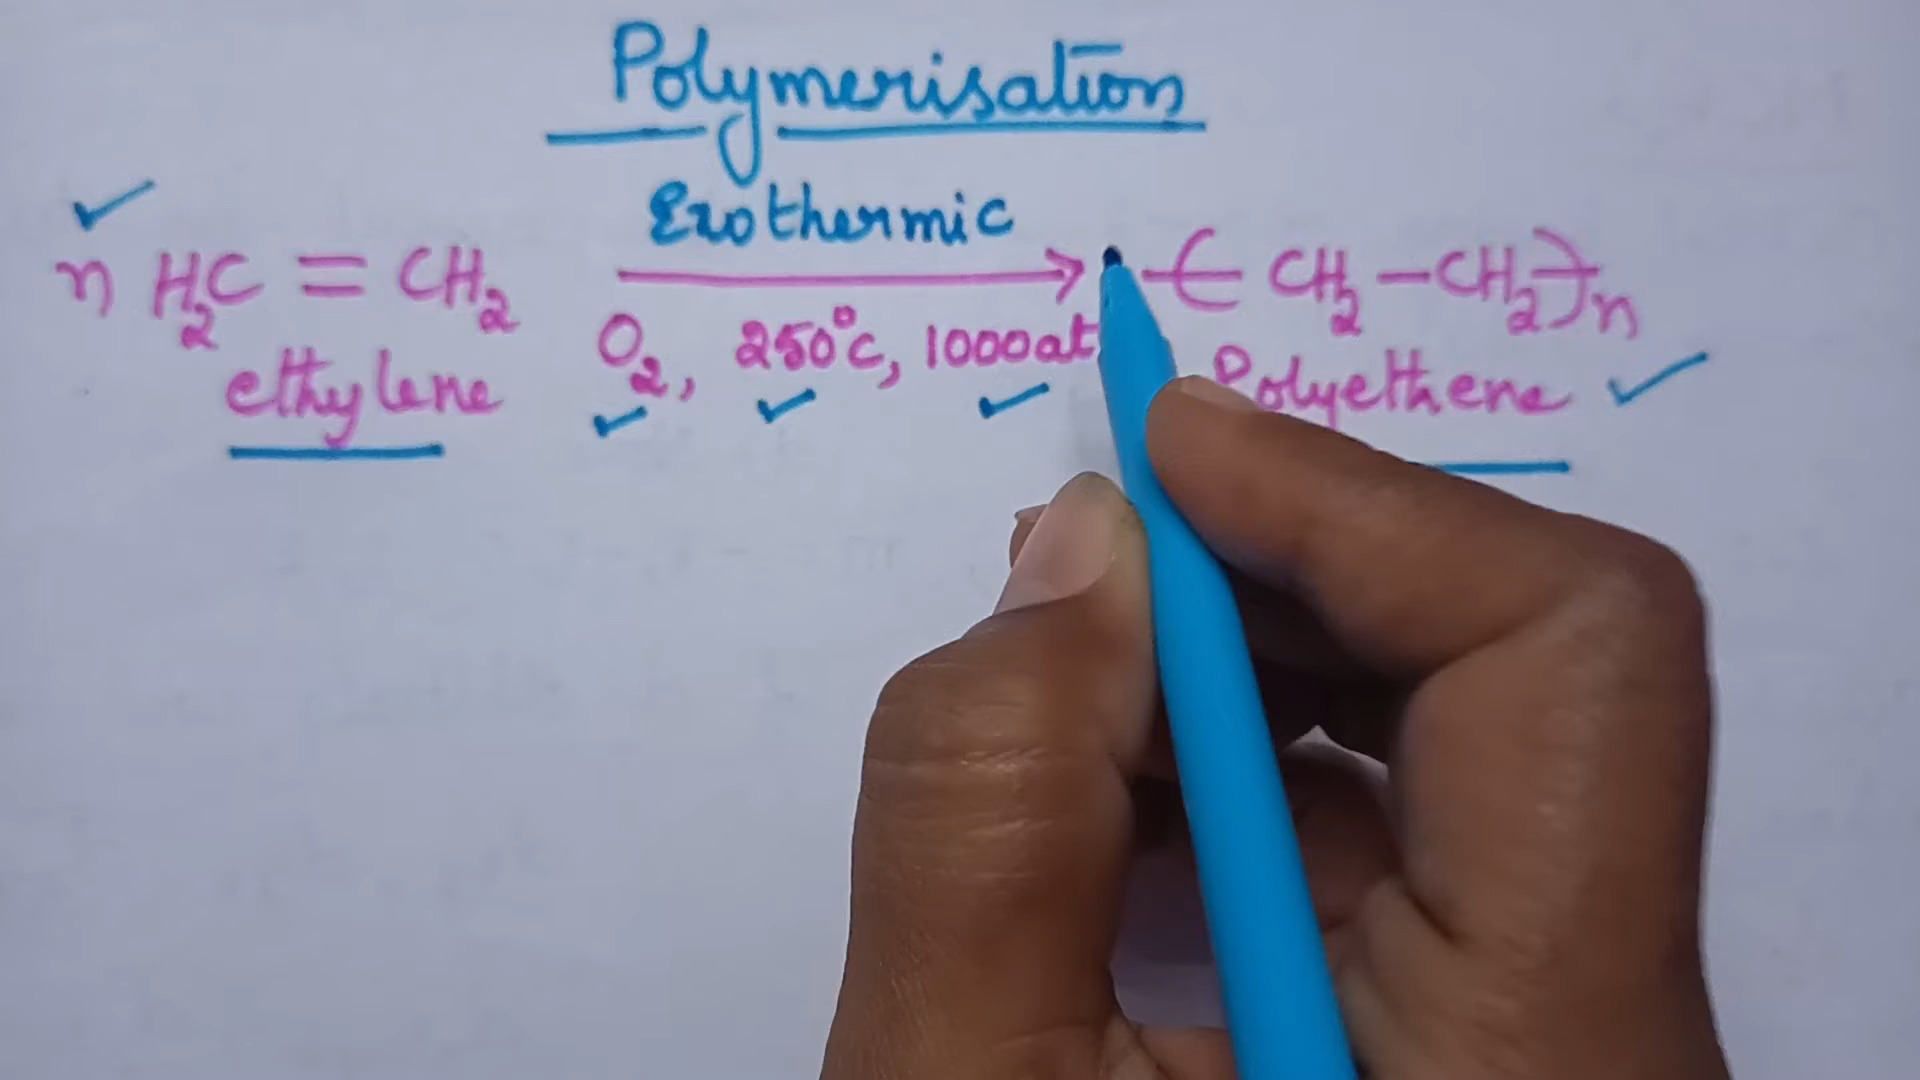 Polymerisation
Exothermic
n H₂C = CH₂ → -( CH₂ - CH₂ )-n
O₂, 250°C, 1000at
ethylene
Polyethene